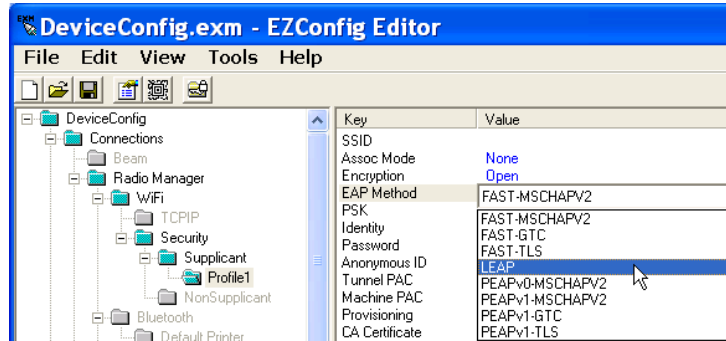 DeviceConfig.exm - EZConfig Editor
File Edit View Tools Help
DeviceConfig
Connections
Beam
Radio Manager
WiFi
TCPIP
Security
Supplicant
Profile1
NonSupplicant
Bluetooth
Default Printer
Key Value
SSID
Assoc Mode None
Encryption Open
EAP Method FAST-MSCHAPV2
PSK
Identity
Password
Anonymous ID
Tunnel PAC
Machine PAC
Provisioning
CA Certificate
FAST-MSCHAPV2
FAST-GTC
FAST-TLS
LEAP
PEAPv0-MSCHAPV2
PEAPv1-MSCHAPV2
PEAPv1-GTC
PEAPv1-TLS